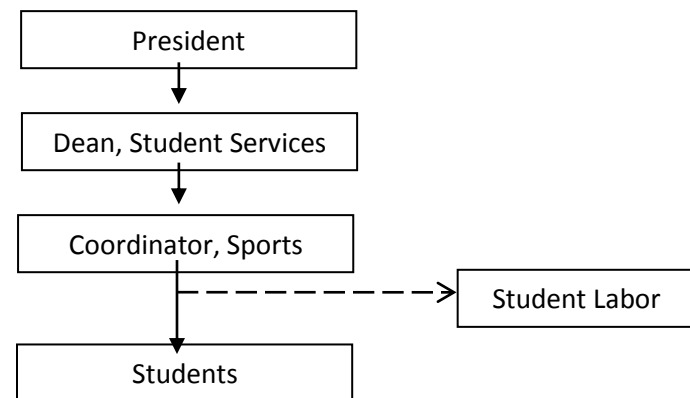 President
Dean, Student Services
Coordinator, Sports
Student Labor
Students